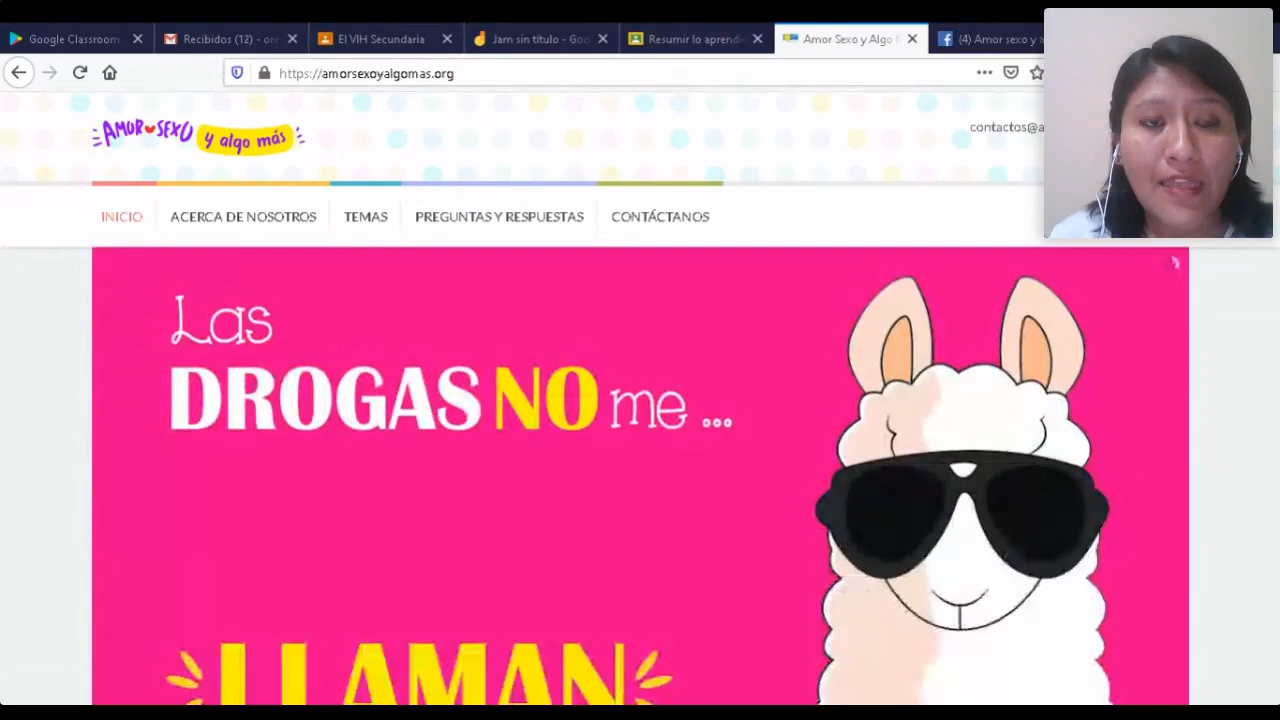 Google Classroom
Recibidos (12) - on
El VIH Secundaria
Jam sin título - Goo
Resumir lo aprendi
Amor Sexo y Algo M
(4) Amor sexo y a
https://amorsexoyalgomas.org
AMOR SEXO
y algo más
contactos@a
INICIO
ACERCA DE NOSOTROS
TEMAS
PREGUNTAS Y RESPUESTAS
CONTÁCTANOS
Las
DROGAS NO me ...
LLAMAN